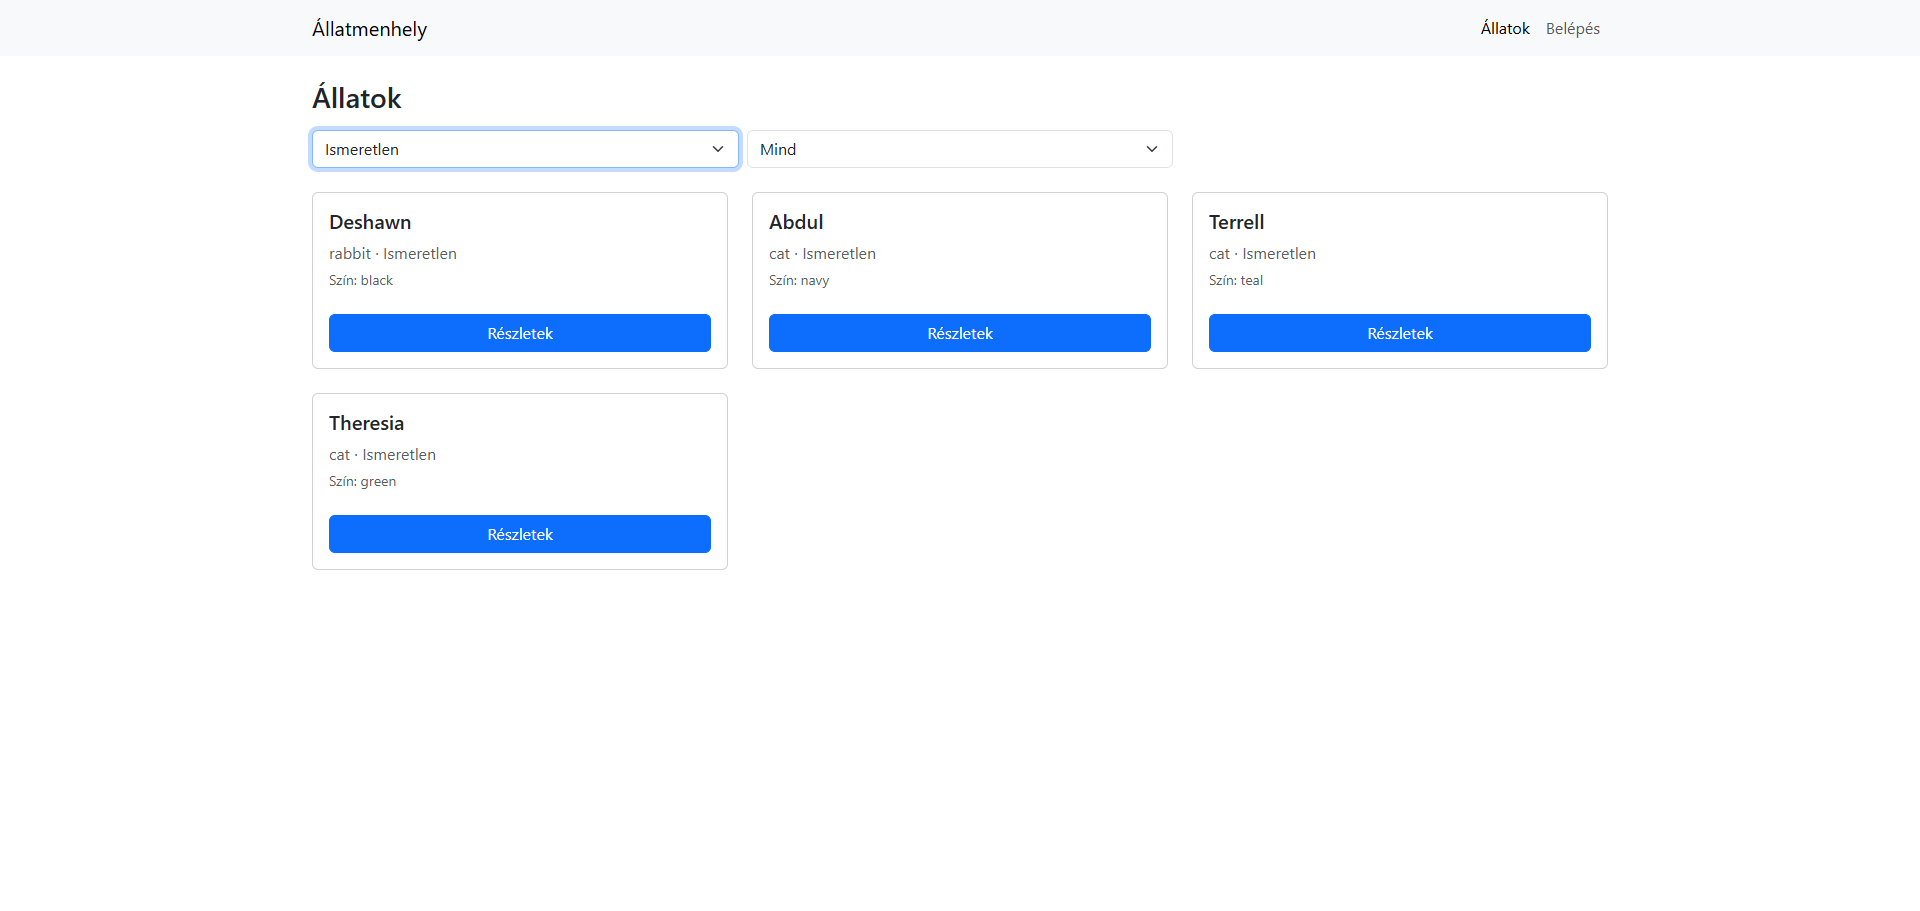 Állatmenhely
Állatok Belépés
Állatok
Ismeretlen Mind
Deshawn
rabbit · Ismeretlen
Szín: black
Részletek
Abdul
cat · Ismeretlen
Szín: navy
Részletek
Terrell
cat · Ismeretlen
Szín: teal
Részletek
Theresia
cat · Ismeretlen
Szín: green
Részletek